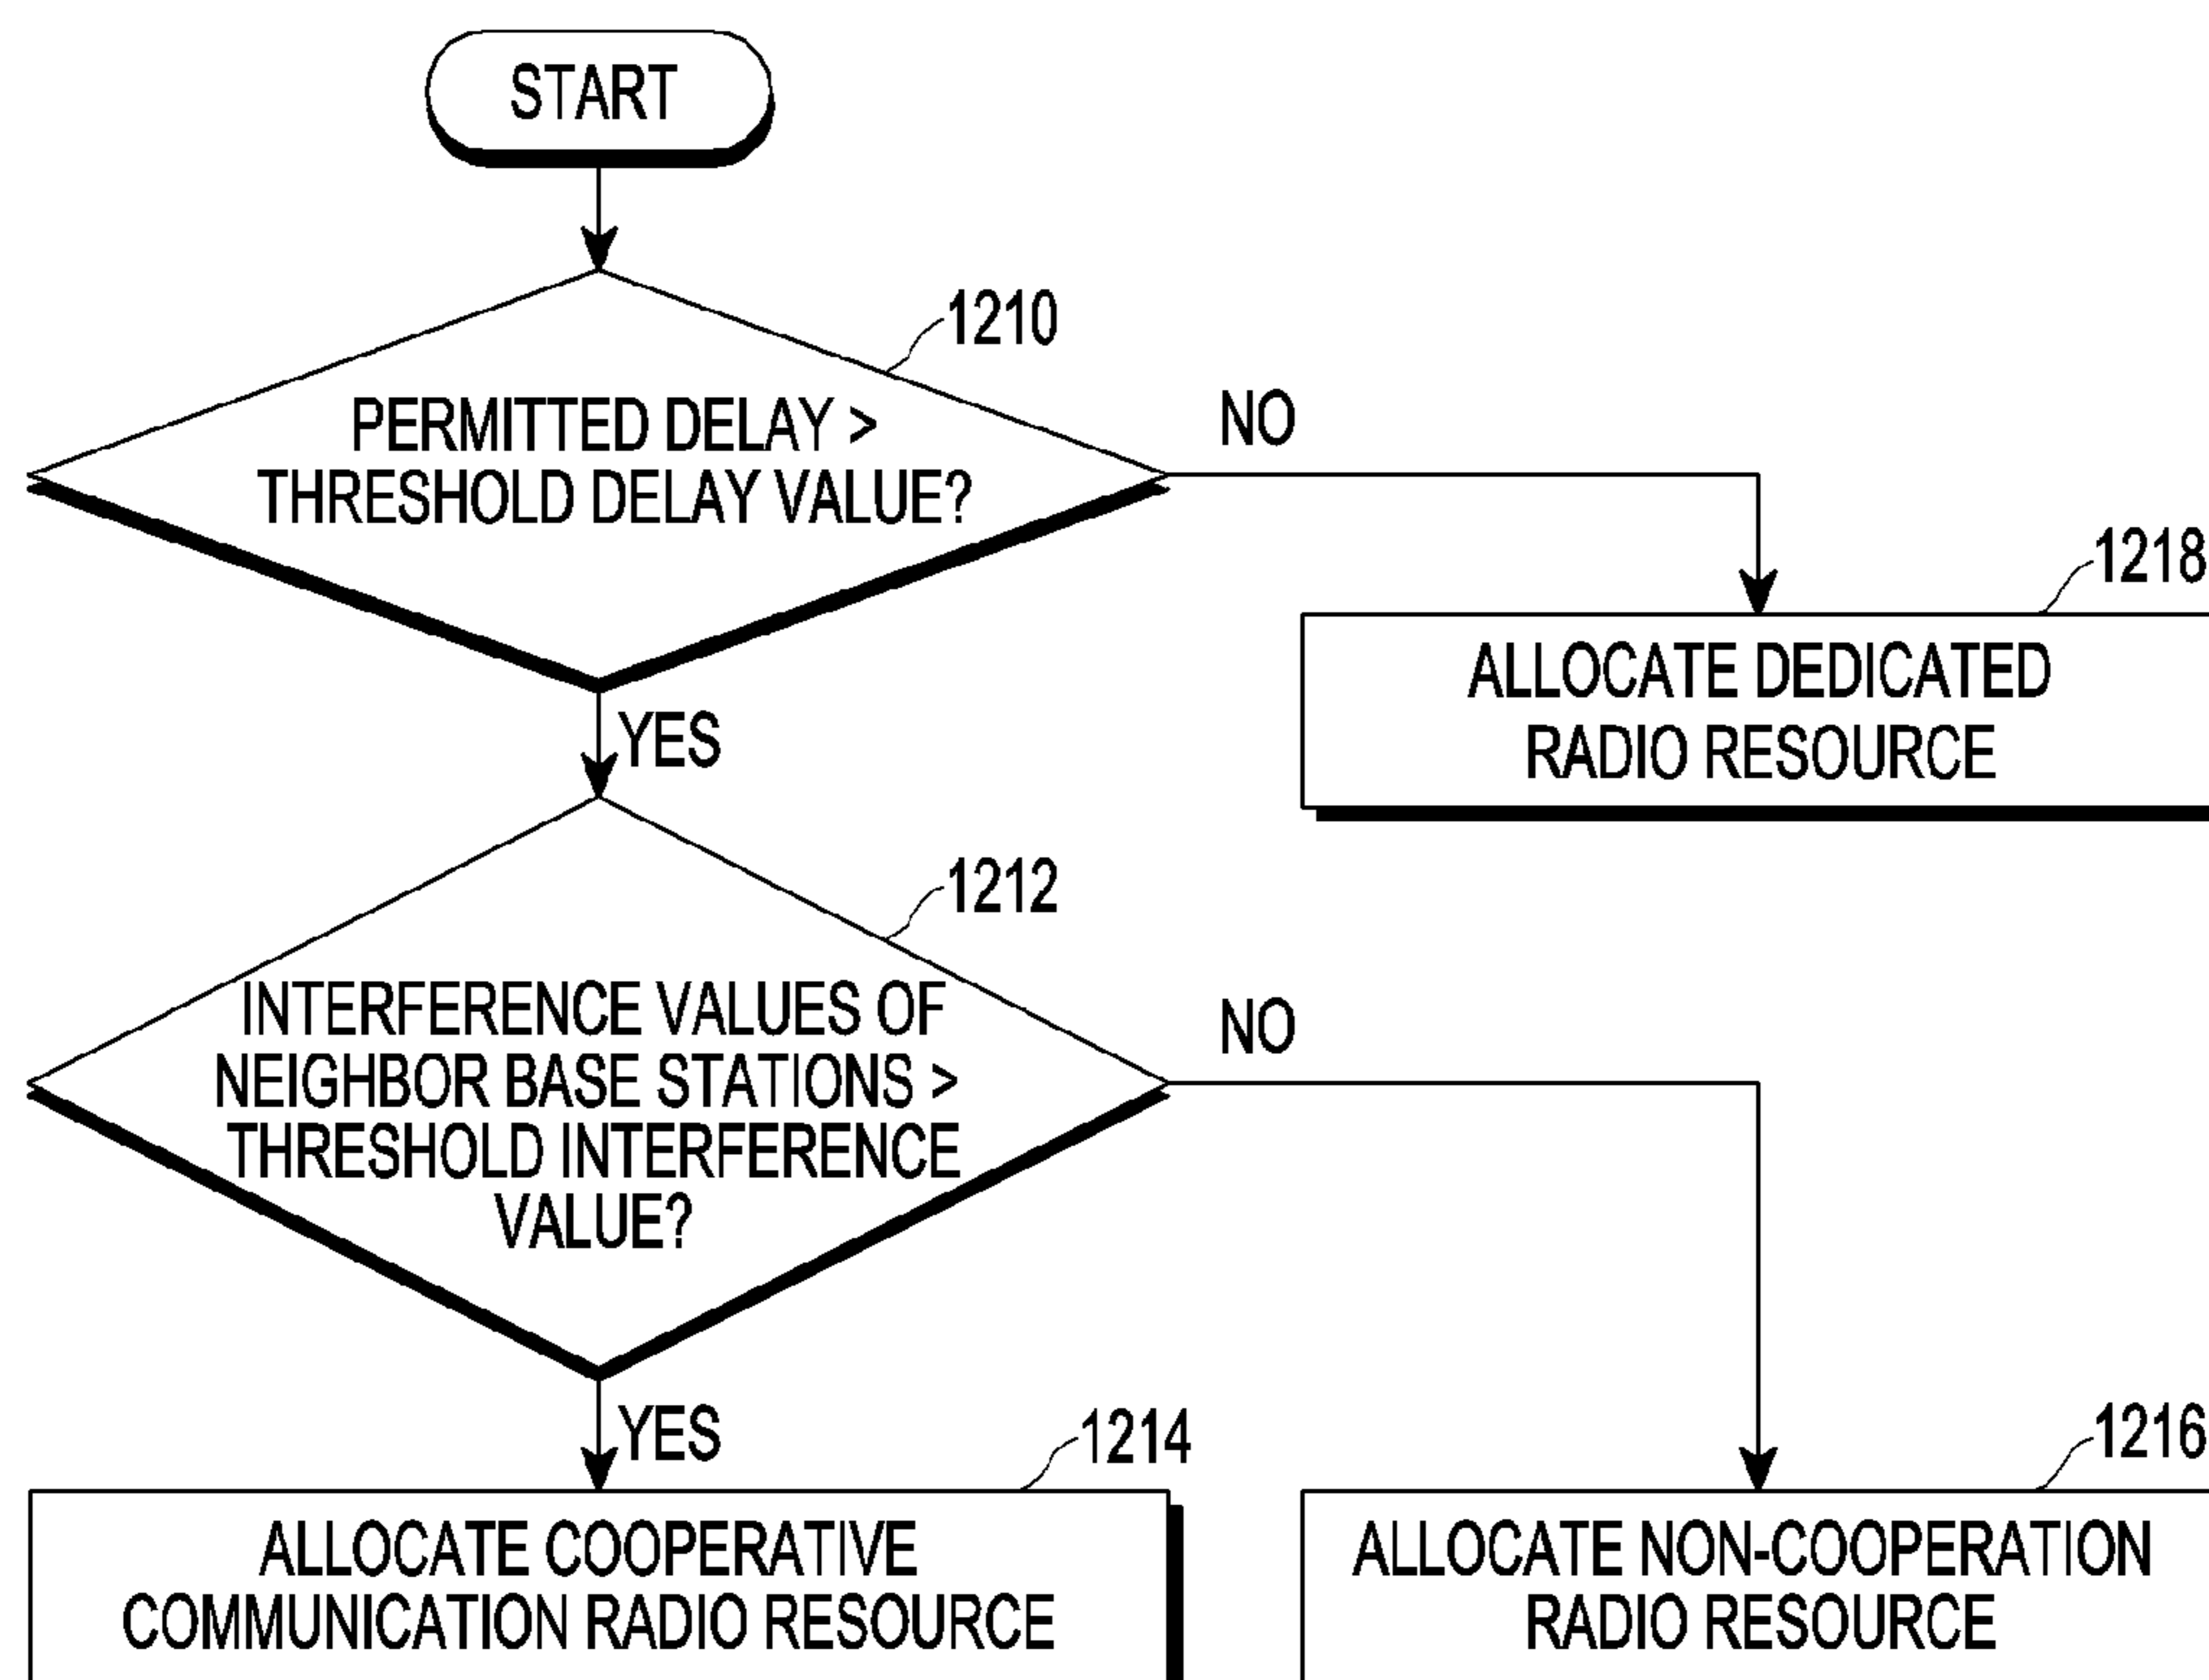 START
1210
PERMITTED DELAY >
THRESHOLD DELAY VALUE?
NO
1218
ALLOCATE DEDICATED
RADIO RESOURCE
YES
1212
INTERFERENCE VALUES OF
NEIGHBOR BASE STATIONS >
THRESHOLD INTERFERENCE
VALUE?
NO
YES
1214
ALLOCATE COOPERATIVE
COMMUNICATION RADIO RESOURCE
1216
ALLOCATE NON-COOPERATION
RADIO RESOURCE